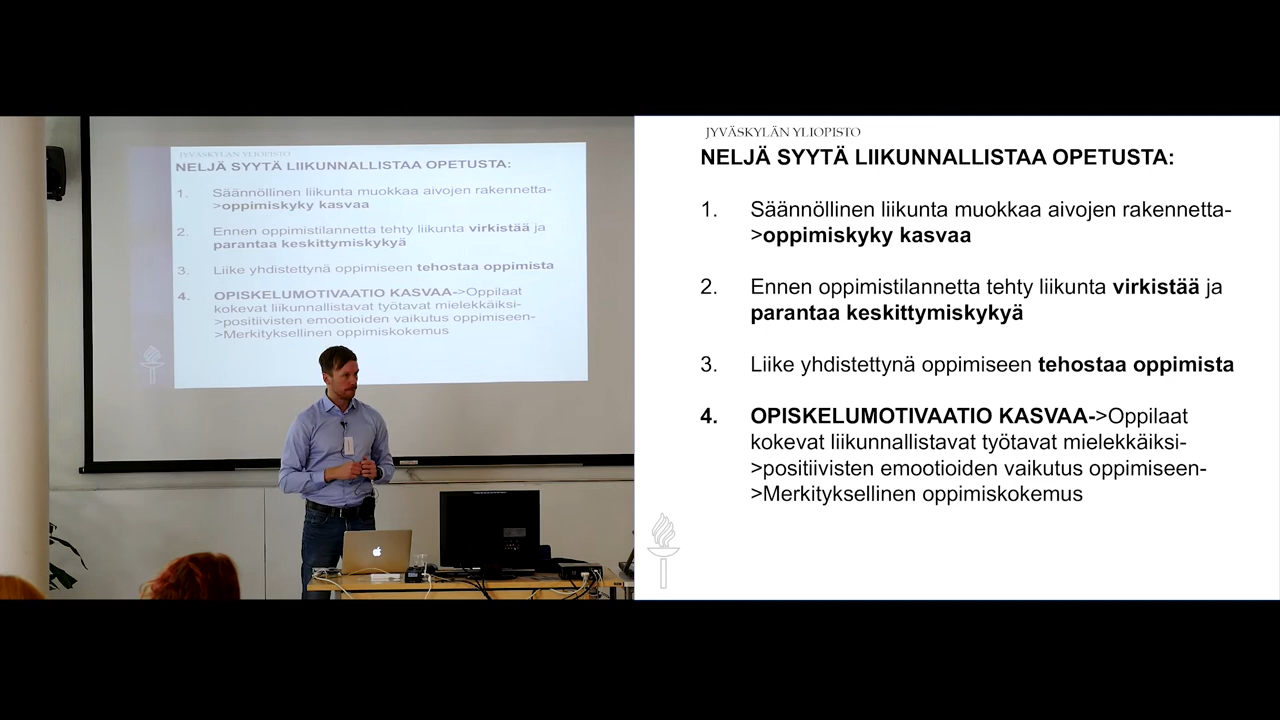 JYVÄSKYLÄN YLIOPISTO
NELJÄ SYYTÄ LIIKUNNALLISTAA OPETUSTA:
1. Säännöllinen liikunta muokkaa aivojen rakennetta-
>oppimiskyky kasvaa
2. Ennen oppimistilannetta tehty liikunta virkistää ja
parantaa keskittymiskykyä
3. Liike yhdistettynä oppimiseen tehostaa oppimista
4. OPISKELUMOTIVAATIO KASVAA->Oppilaat
kokevat liikunnallistavat työtavat mielekkäiksi-
>positiivisten emootioiden vaikutus oppimiseen-
>Merkityksellinen oppimiskokemus
JYVÄSKYLÄN YLIOPISTO
NELJÄ SYYTÄ LIIKUNNALLISTAA OPETUSTA:
1. Säännöllinen liikunta muokkaa aivojen rakennetta-
>oppimiskyky kasvaa
2. Ennen oppimistilannetta tehty liikunta virkistää ja
parantaa keskittymiskykyä
3. Liike yhdistettynä oppimiseen tehostaa oppimista
4. OPISKELUMOTIVAATIO KASVAA->Oppilaat
kokevat liikunnallistavat työtavat mielekkäiksi-
>positiivisten emootioiden vaikutus oppimiseen-
>Merkityksellinen oppimiskokemus